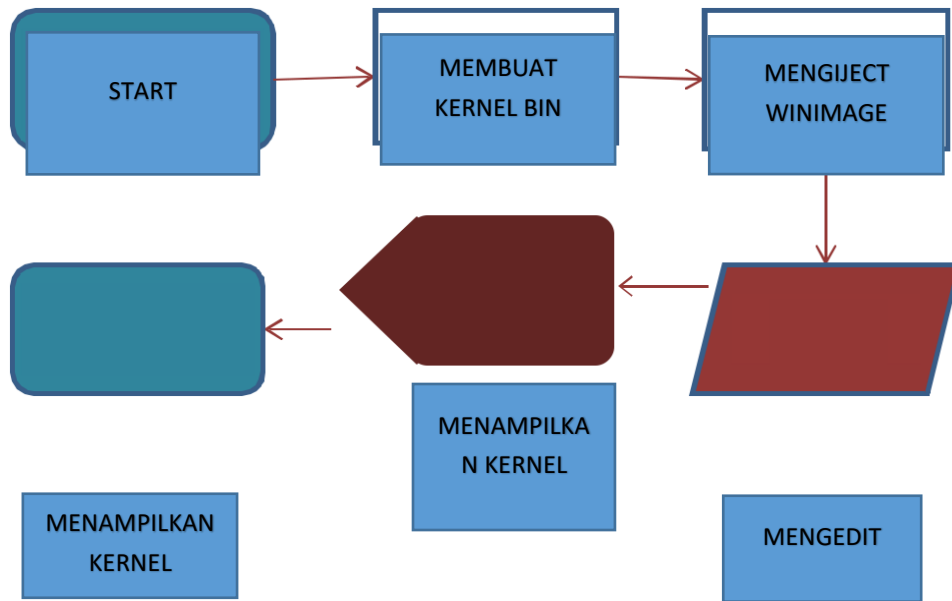 START
MEMBUAT
KERNEL BIN
MENGIJECT
WINIMAGE
MENAMPILKA
N KERNEL
MENAMPILKAN
KERNEL
MENGEDIT